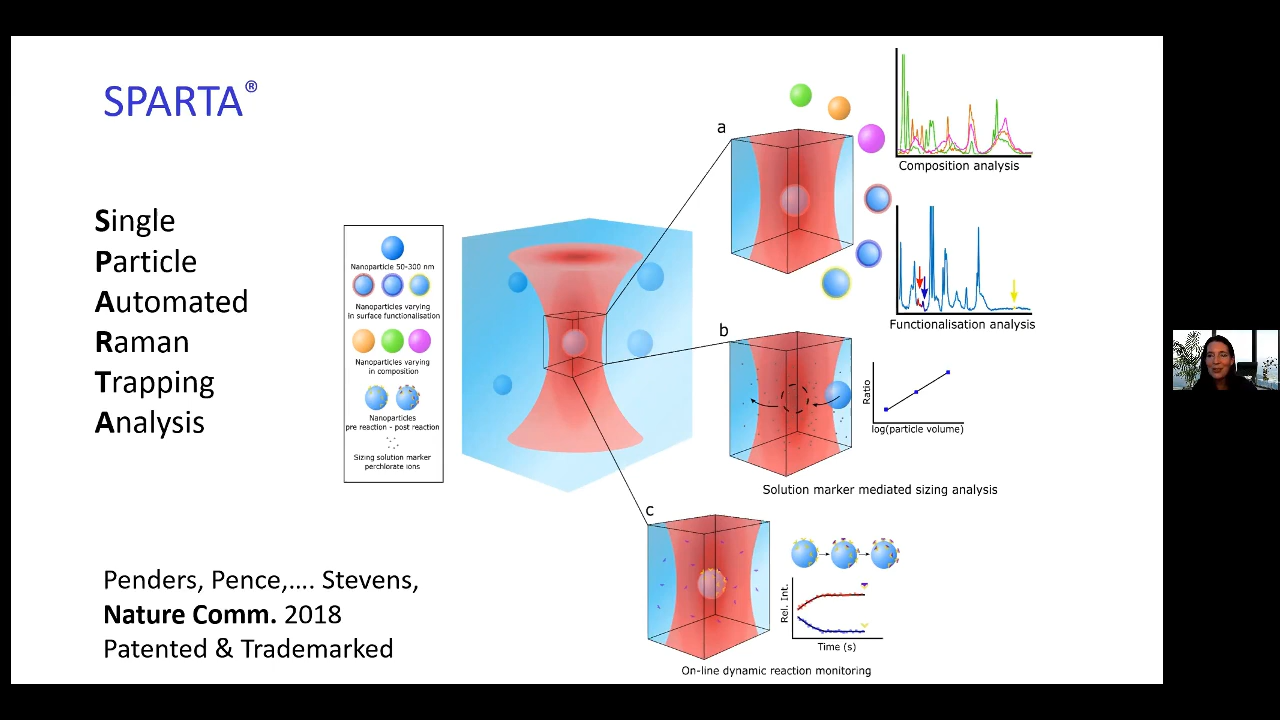 SPARTA®
Single
Particle
Automated
Raman
Trapping
Analysis
Penders, Pence,.... Stevens,
Nature Comm. 2018
Patented & Trademarked
Nanoparticle 50-300 nm
Nanoparticles varying
in surface functionalisation
Nanoparticles varying
in composition
Nanoparticles
pre reaction - post reaction
Sizing solution marker
perchlorate ions
a
Composition analysis
Functionalisation analysis
b
Ratio
log(particle volume)
Solution marker mediated sizing analysis
c
Rel. Int.
Time (s)
On-line dynamic reaction monitoring